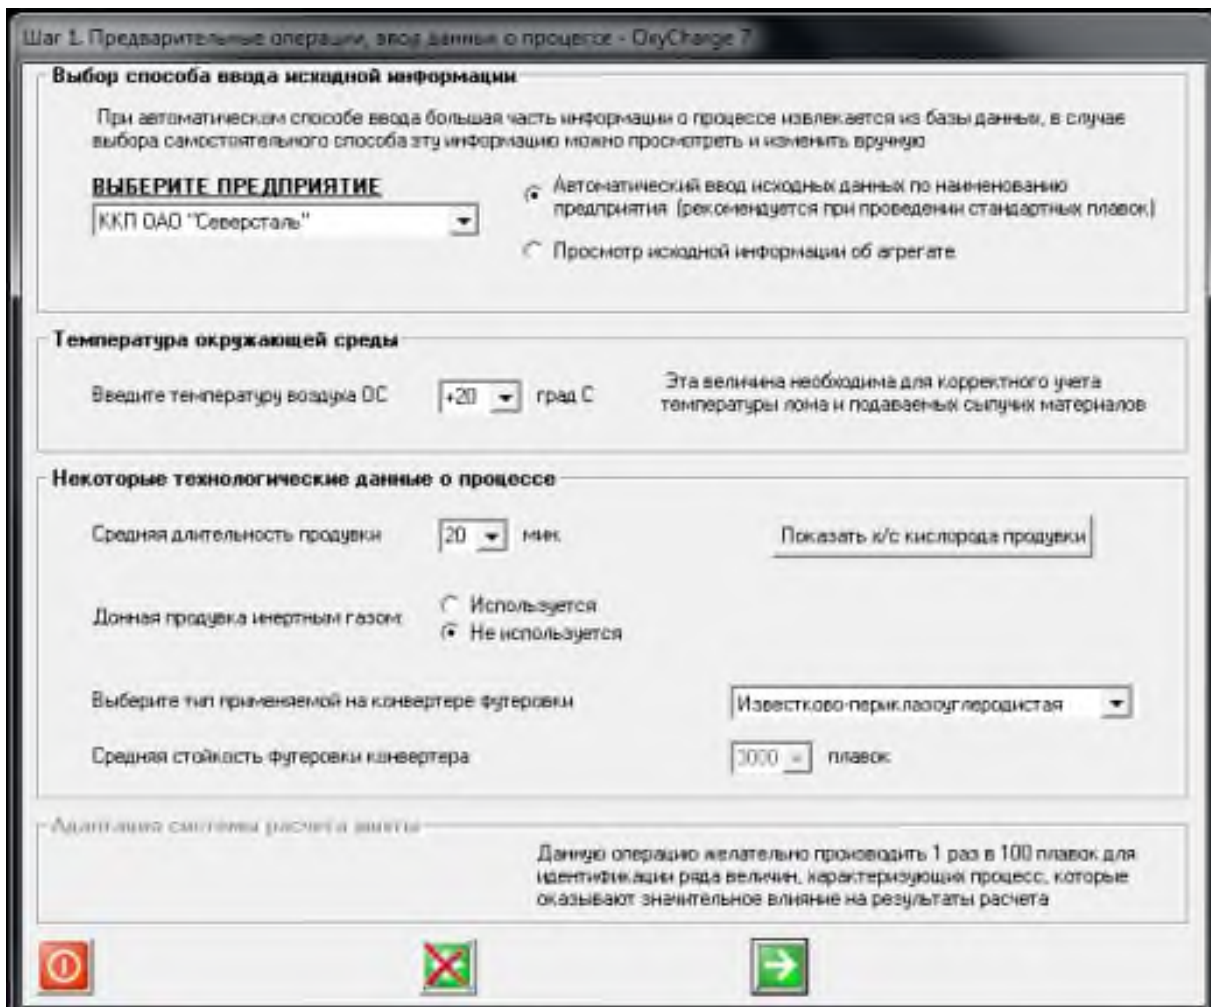 Шаг 1. Предварительные операции, ввод данных о процессе - OxyCharge 7
Выбор способа ввода исходной информации
При автоматическом способе ввода большая часть информации о процессе извлекается из базы данных, в случае
выбора самостоятельного способа эту информацию можно просмотреть и изменить вручную
ВЫБЕРИТЕ ПРЕДПРИЯТИЕ
ККП ОАО "Северсталь"
Автоматический ввод исходных данных по наименованию
предприятия (рекомендуется при проведении стандартных плавок)
Просмотр исходной информации об агрегате
Температура окружающей среды
Введите температуру воздуха ОС
+20
град С
Эта величина необходима для корректного учета
температуры лома и подаваемых сыпучих материалов
Некоторые технологические данные о процессе
Средняя длительность продувки
20
мин.
Показать х/с кислорода продувки
Донная продувка инертным газом:
Используется
Не используется
Выберите тип применяемой на конвертере футеровки
Известково-периклазоуглеродистая
Средняя стойкость футеровки конвертера
3000
плавок
Адаптация системы расчета шихты
Данную операцию желательно производить 1 раз в 100 плавок для
идентификации ряда величин, характеризующих процесс, которые
оказывают значительное влияние на результаты расчета